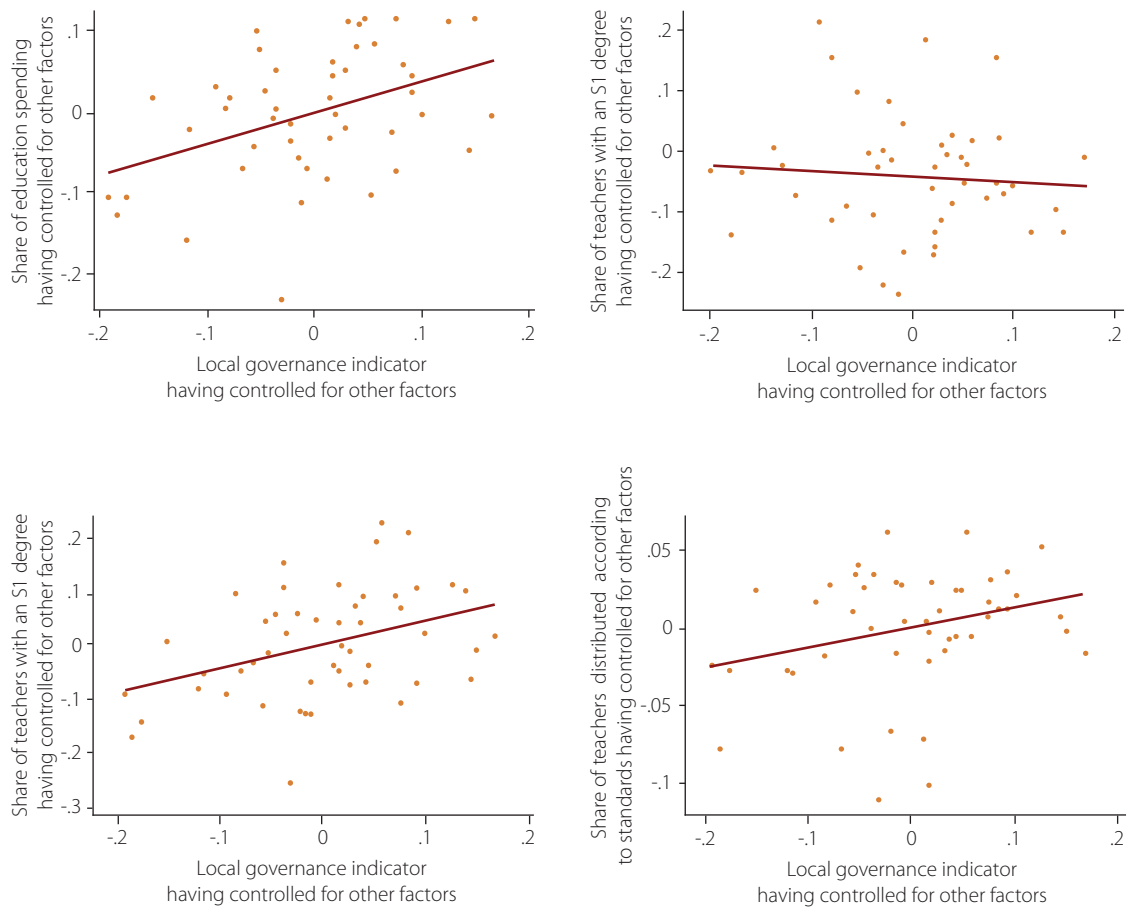 Share of education spending
having controlled for other factors
.1
0
-.1
-.2
-.2
-.1
0
.1
.2
Local governance indicator
having controlled for other factors
Share of teachers with an S1 degree
having controlled for other factors
.2
.1
0
-.1
-.2
-.2
-.1
0
.1
.2
Local governance indicator
having controlled for other factors
Share of teachers with an S1 degree
having controlled for other factors
.2
.1
0
-.1
-.2
-.3
-.2
-.1
0
.1
.2
Local governance indicator
having controlled for other factors
Share of teachers distributed according
to standards having controlled for other factors
.05
0
-.05
-.1
-.2
-.1
0
.1
.2
Local governance indicator
having controlled for other factors